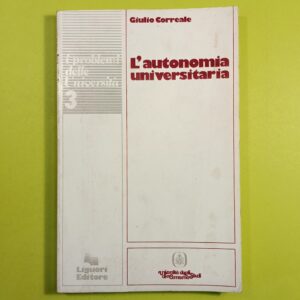 Giulio Correale
i problemi
delle
Università
3
L'autonomia
universitaria
Liguori
Editore